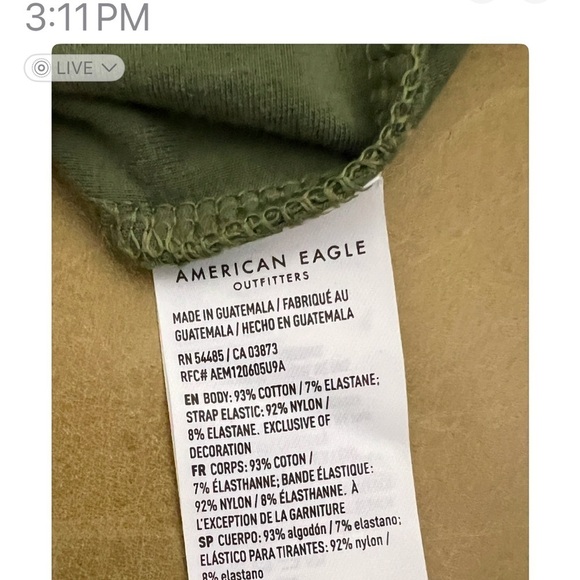 3:11PM
LIVE
AMERICAN EAGLE
OUTFITTERS
MADE IN GUATEMALA / FABRIQUÉ AU
GUATEMALA / HECHO EN GUATEMALA
RN 54485 / CA 03873
RFC# AEM120605U9A
EN BODY: 93% COTTON / 7% ELASTANE;
STRAP ELASTIC: 92% NYLON /
8% ELASTANE. EXCLUSIVE OF
DECORATION
FR CORPS: 93% COTON /
7% ÉLASTHANNE; BANDE ÉLASTIQUE:
92% NYLON / 8% ÉLASTHANNE. À
L'EXCEPTION DE LA GARNITURE
SP CUERPO: 93% algodón / 7% elastano;
ELÁSTICO PARA TIRANTES: 92% nylon /
8% elastano